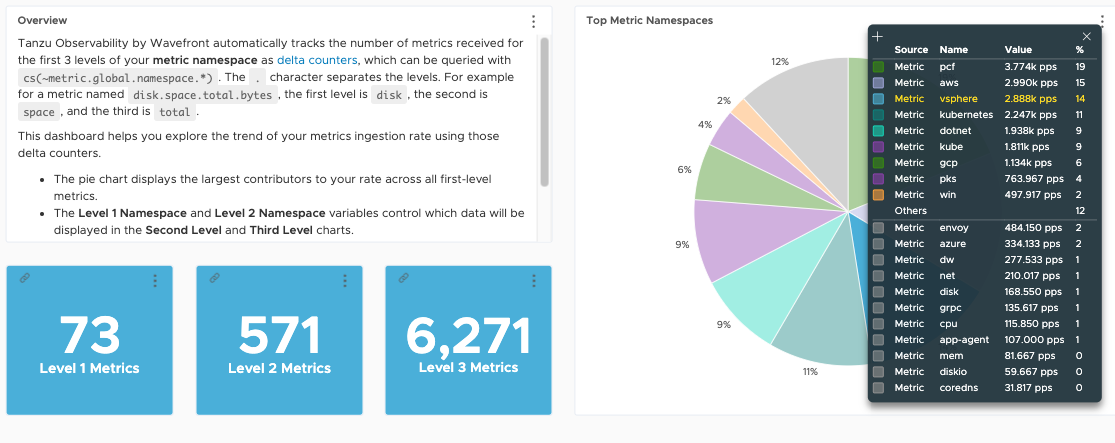 Overview
Tanzu Observability by Wavefront automatically tracks the number of metrics received for
the first 3 levels of your metric namespace as delta counters, which can be queried with
cs(~metric.global.namespace.*) . The . character separates the levels. For example
for a metric named disk.space.total.bytes , the first level is disk , the second is
space , and the third is total .
This dashboard helps you explore the trend of your metrics ingestion rate using those
delta counters.
• The pie chart displays the largest contributors to your rate across all first-level
metrics.
• The Level 1 Namespace and Level 2 Namespace variables control which data will be
displayed in the Second Level and Third Level charts.
73
Level 1 Metrics
571
Level 2 Metrics
6,271
Level 3 Metrics
Top Metric Namespaces
12%
2%
4%
6%
9%
9%
11%
Source Name Value %
Metric pcf 3.774k pps 19
Metric aws 2.990k pps 15
Metric vsphere 2.888k pps 14
Metric kubernetes 2.247k pps 11
Metric dotnet 1.938k pps 9
Metric kube 1.811k pps 9
Metric gcp 1.134k pps 6
Metric pks 763.967 pps 4
Metric win 497.917 pps 2
Others 12
Metric envoy 484.150 pps 2
Metric azure 334.133 pps 2
Metric dw 277.533 pps 1
Metric net 210.017 pps 1
Metric disk 168.550 pps 1
Metric grpc 135.617 pps 1
Metric cpu 115.850 pps 1
Metric app-agent 107.000 pps 1
Metric mem 81.667 pps 0
Metric diskio 59.667 pps 0
Metric coredns 31.817 pps 0